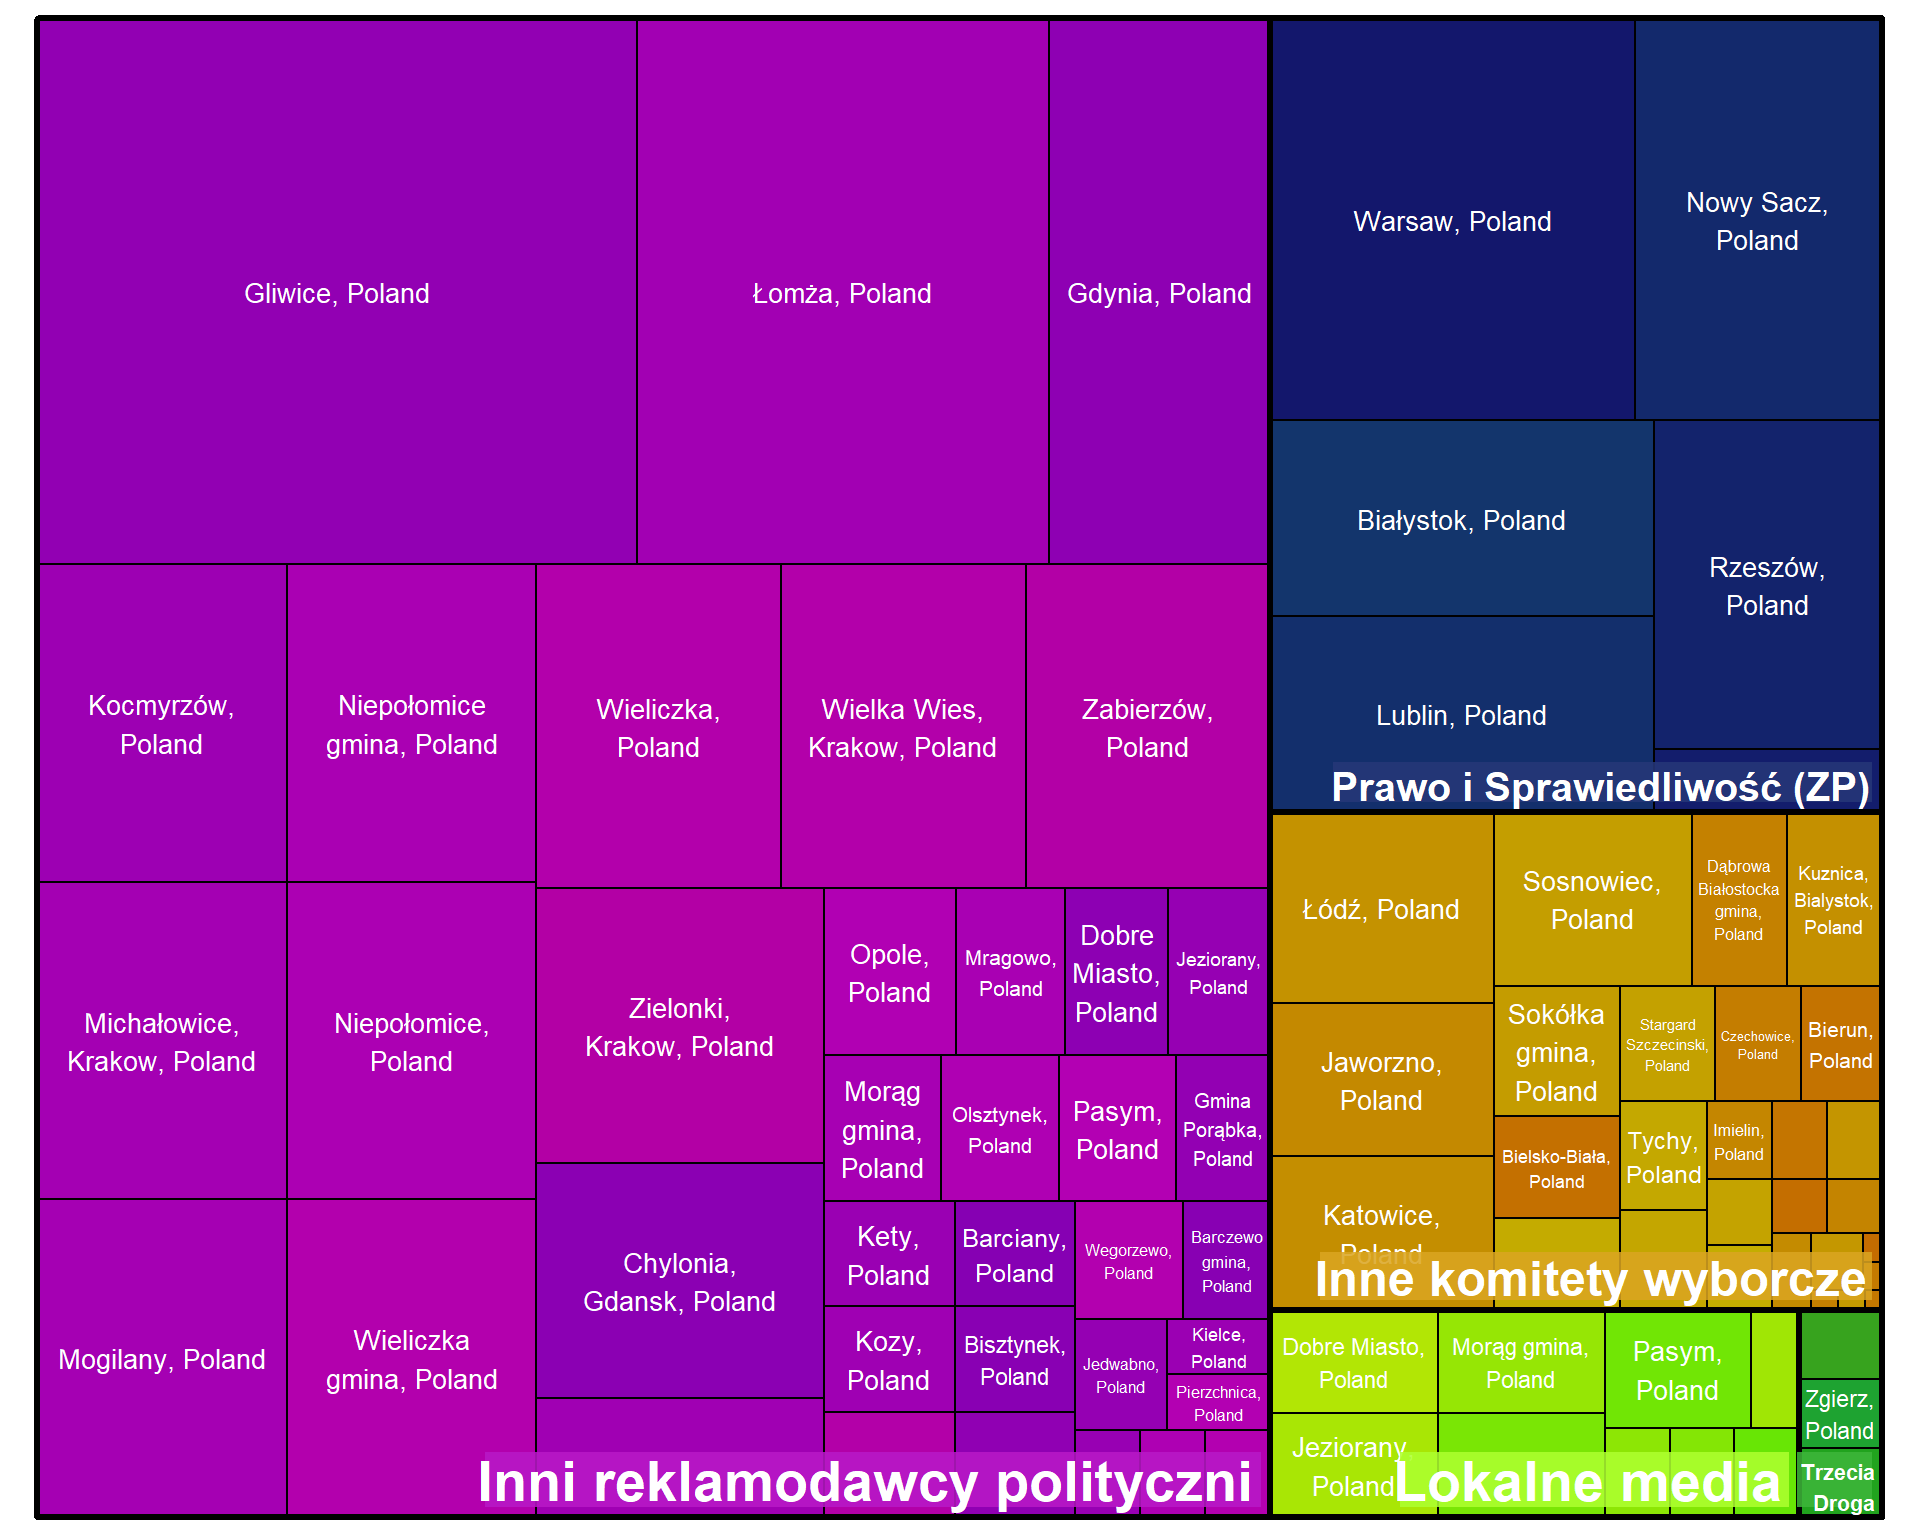 Gliwice, Poland
Łomża, Poland
Gdynia, Poland
Kocmyrzów,
Poland
Niepołomice
gmina, Poland
Wieliczka,
Poland
Wielka Wies,
Krakow, Poland
Zabierzów,
Poland
Michałowice,
Krakow, Poland
Niepołomice,
Poland
Mogilany, Poland
Wieliczka
gmina, Poland
Zielonki,
Krakow, Poland
Chylonia,
Gdansk, Poland
Opole,
Poland
Mragowo,
Poland
Dobre
Miasto,
Poland
Jeziorany,
Poland
Morąg
gmina,
Poland
Olsztynek,
Poland
Pasym,
Poland
Gmina
Porąbka,
Poland
Kety,
Poland
Barciany,
Poland
Wegorzewo,
Poland
Barczewo
gmina,
Poland
Kozy,
Poland
Bisztynek,
Poland
Jedwabno,
Poland
Kielce,
Poland
Pierzchnica,
Poland
Inni reklamodawcy polityczni
Warsaw, Poland
Nowy Sacz,
Poland
Białystok, Poland
Rzeszów,
Poland
Lublin, Poland
Prawo i Sprawiedliwość (ZP)
Łódź, Poland
Sosnowiec,
Poland
Dąbrowa
Białostocka
gmina,
Poland
Kuznica,
Bialystok,
Poland
Jaworzno,
Poland
Sokółka
gmina,
Poland
Stargard
Szczecinski,
Poland
Czechowice,
Poland
Bierun,
Poland
Katowice,
Poland
Bielsko-Biała,
Poland
Tychy,
Poland
Imielin,
Poland
Inne komitety wyborcze
Dobre Miasto,
Poland
Morąg gmina,
Poland
Pasym,
Poland
Jeziorany,
Poland
Lokalne media
Zgierz,
Poland
Trzecia
Droga